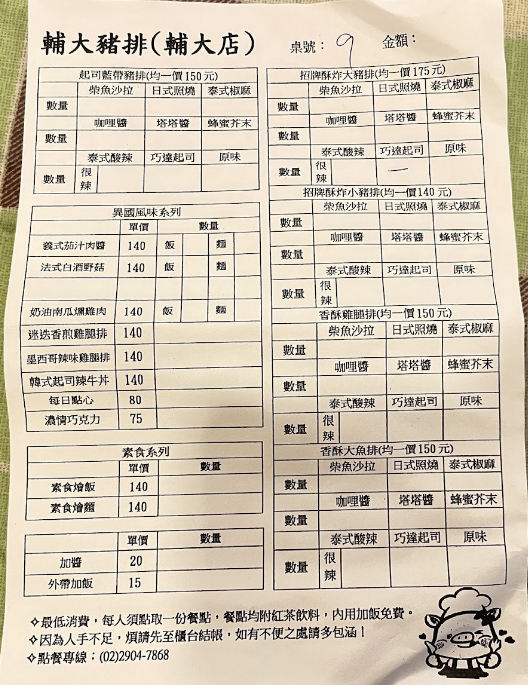 輔大豬排(輔大店)
桌號： 9 金額：
起司藍帶豬排(均一價150元)
柴魚沙拉 日式照燒 泰式椒麻
數量
咖哩醬 塔塔醬 蜂蜜芥末
數量
泰式酸辣 巧達起司 原味
數量 很辣
異國風味系列
單價 數量
義式茄汁肉醬 140 飯 麵
法式白酒野菇 140 飯 麵
奶油南瓜燜雞肉 140 飯 麵
迷迭香煎雞腿排 140
墨西哥辣味雞腿排 140
韓式起司辣牛丼 140
每日點心 80
濃情巧克力 75
素食系列
單價 數量
素食燴飯 140
素食燴麵 140
單價 數量
加醬 20
外帶加飯 15
招牌酥炸大豬排(均一價175元)
柴魚沙拉 日式照燒 泰式椒麻
數量
咖哩醬 塔塔醬 蜂蜜芥末
數量
泰式酸辣 巧達起司 原味
數量 很辣 一
招牌酥炸小豬排(均一價140元)
柴魚沙拉 日式照燒 泰式椒麻
數量
咖哩醬 塔塔醬 蜂蜜芥末
數量
泰式酸辣 巧達起司 原味
數量 很辣
香酥雞腿排(均一價150元)
柴魚沙拉 日式照燒 泰式椒麻
數量
咖哩醬 塔塔醬 蜂蜜芥末
數量
泰式酸辣 巧達起司 原味
數量 很辣
香酥大魚排(均一價150元)
柴魚沙拉 日式照燒 泰式椒麻
數量
咖哩醬 塔塔醬 蜂蜜芥末
數量
泰式酸辣 巧達起司 原味
數量 很辣
✧最低消費，每人須點取一份餐點，餐點均附紅茶飲料，內用加飯免費。
✧因為人手不足，煩請先至櫃台結帳，如有不便之處請多包涵！
✧點餐專線：(02)2904-7868